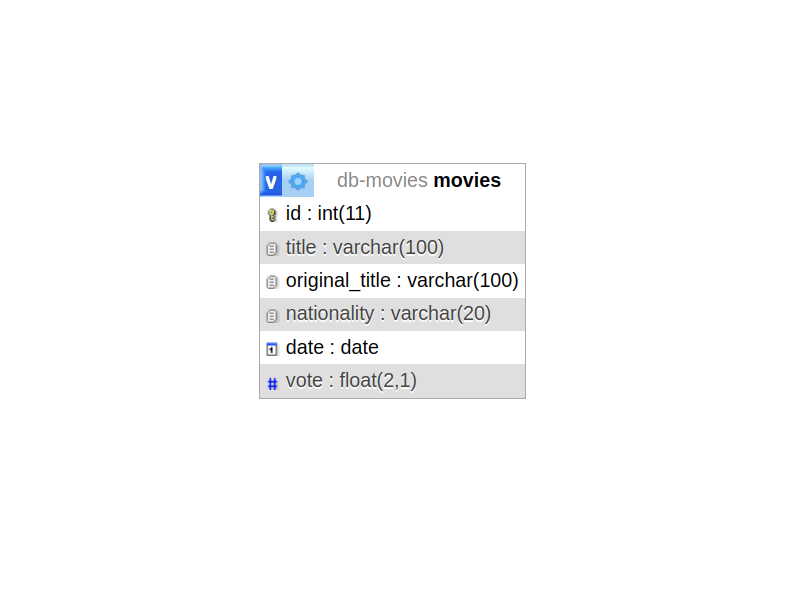 v db-movies movies
id : int(11)
title : varchar(100)
original_title : varchar(100)
nationality : varchar(20)
date : date
# vote : float(2,1)